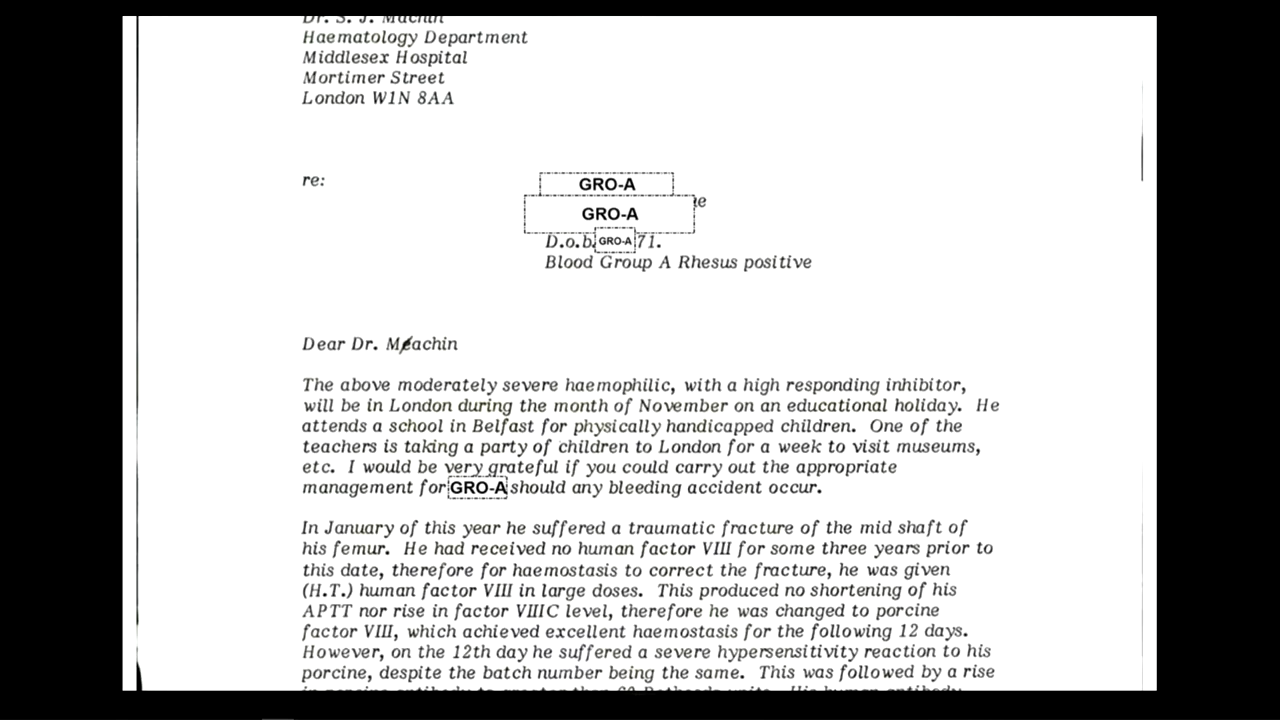 Dr. S. J. Machin
Haematology Department
Middlesex Hospital
Mortimer Street
London W1N 8AA
re:
GRO-A
GRO-A
D.o.b. GRO-A 71.
Blood Group A Rhesus positive
Dear Dr. Machin
The above moderately severe haemophilic, with a high responding inhibitor,
will be in London during the month of November on an educational holiday. He
attends a school in Belfast for physically handicapped children. One of the
teachers is taking a party of children to London for a week to visit museums,
etc. I would be very grateful if you could carry out the appropriate
management for GRO-A should any bleeding accident occur.
In January of this year he suffered a traumatic fracture of the mid shaft of
his femur. He had received no human factor VIII for some three years prior to
this date, therefore for haemostasis to correct the fracture, he was given
(H.T.) human factor VIII in large doses. This produced no shortening of his
APTT nor rise in factor VIIIC level, therefore he was changed to porcine
factor VIII, which achieved excellent haemostasis for the following 12 days.
However, on the 12th day he suffered a severe hypersensitivity reaction to his
porcine, despite the batch number being the same. This was followed by a rise